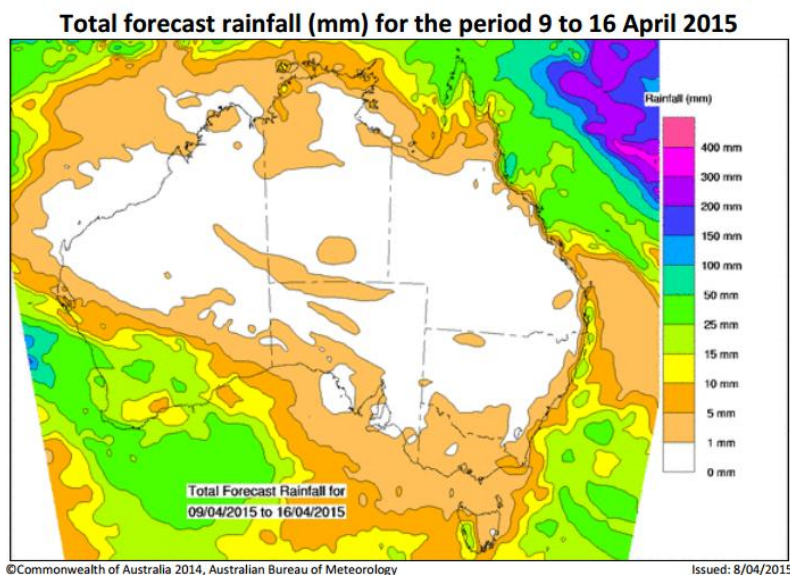 Total forecast rainfall (mm) for the period 9 to 16 April 2015
Rainfall (mm)
400 mm
300 mm
200 mm
150 mm
100 mm
50 mm
25 mm
15 mm
10 mm
5 mm
1 mm
0 mm
Total Forecast Rainfall for
09/04/2015 to 16/04/2015
©Commonwealth of Australia 2014, Australian Bureau of Meteorology
Issued: 8/04/2015